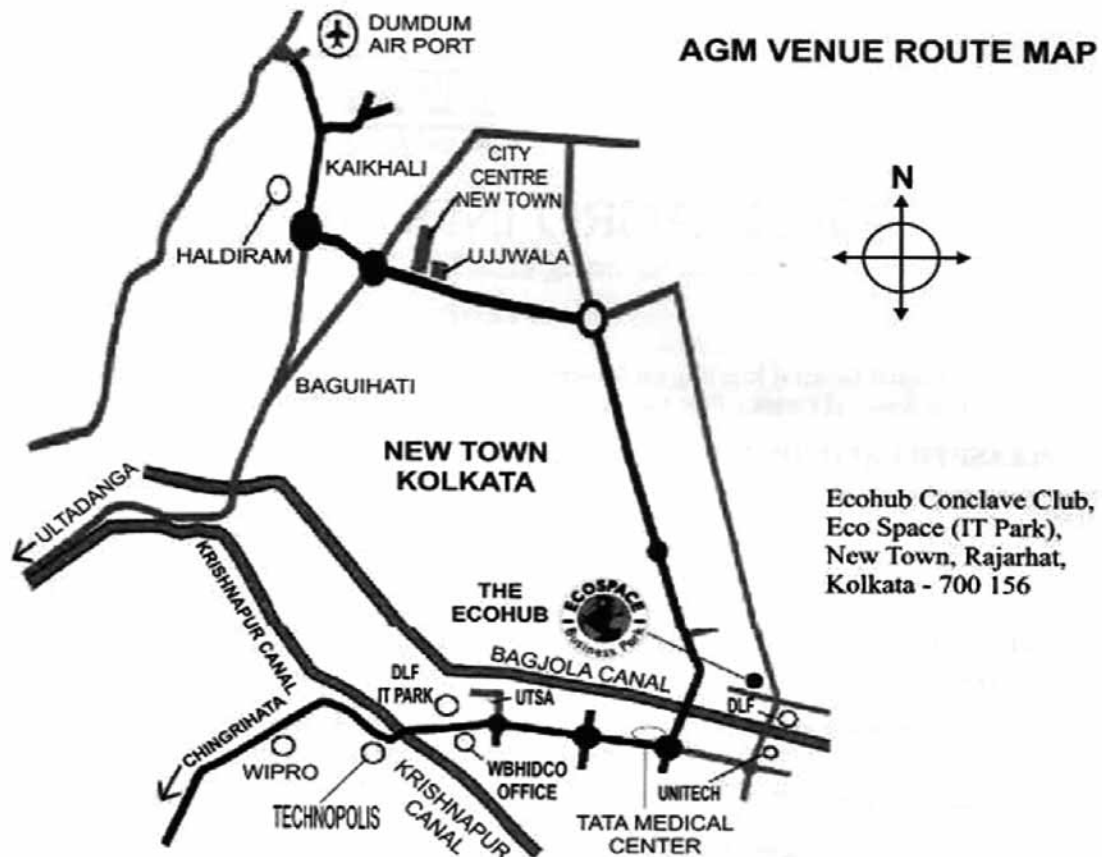 DUMDUM
AIR PORT
AGM VENUE ROUTE MAP
KAIKHALI
CITY
CENTRE
NEW TOWN
N
HALDIRAM
UJJWALA
BAGUIHATI
NEW TOWN
KOLKATA
ULTADANGA
Ecohub Conclave Club,
Eco Space (IT Park),
New Town, Rajarhat,
Kolkata - 700 156
KRISHNAPUR CANAL
THE
ECOHUB
ECOSPACE
Business Park
BAGJOLA CANAL
DLF
IT PARK
UTSA
DLF
CHINGRIHATA
WIPRO
TECHNOPOLIS
WBHIDCO
OFFICE
KRISHNAPUR
CANAL
UNITECH
TATA MEDICAL
CENTER